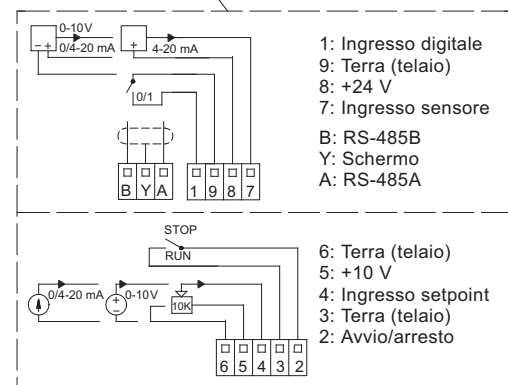 0-10V
- +
0/4-20 mA
+
4-20 mA
0/1
B Y A
1 9 8 7
1: Ingresso digitale
9: Terra (telaio)
8: +24 V
7: Ingresso sensore
B: RS-485B
Y: Schermo
A: RS-485A
STOP
RUN
0/4-20 mA
+
-
0-10V
10K
6 5 4 3 2
6: Terra (telaio)
5: +10 V
4: Ingresso setpoint
3: Terra (telaio)
2: Avvio/arresto